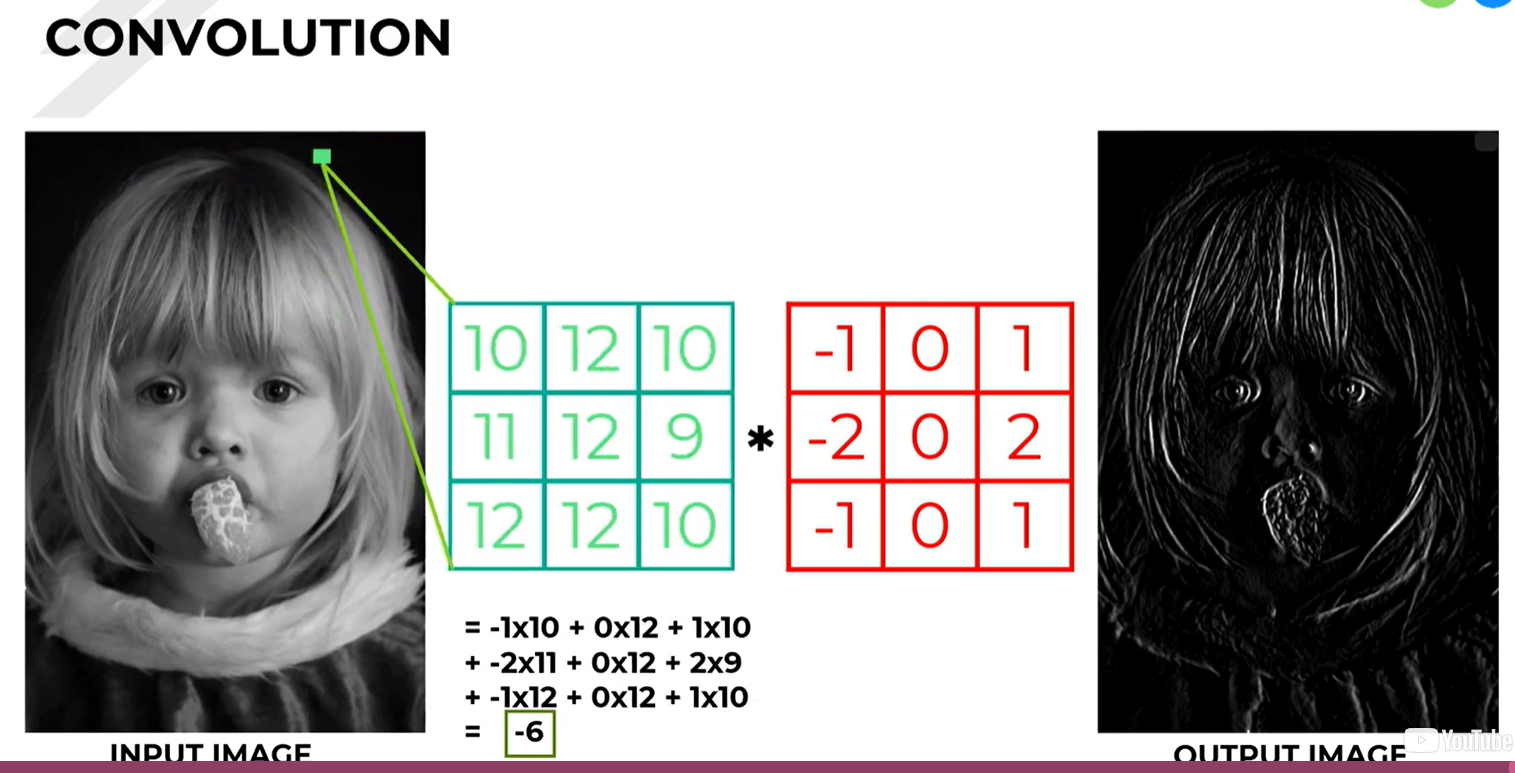 CONVOLUTION
10 12 10
11 12 9
12 12 10
*
-1 0 1
-2 0 2
-1 0 1
= -1x10 + 0x12 + 1x10
+ -2x11 + 0x12 + 2x9
+ -1x12 + 0x12 + 1x10
= -6
INPUT IMAGE
OUTPUT IMAGE
YouTube